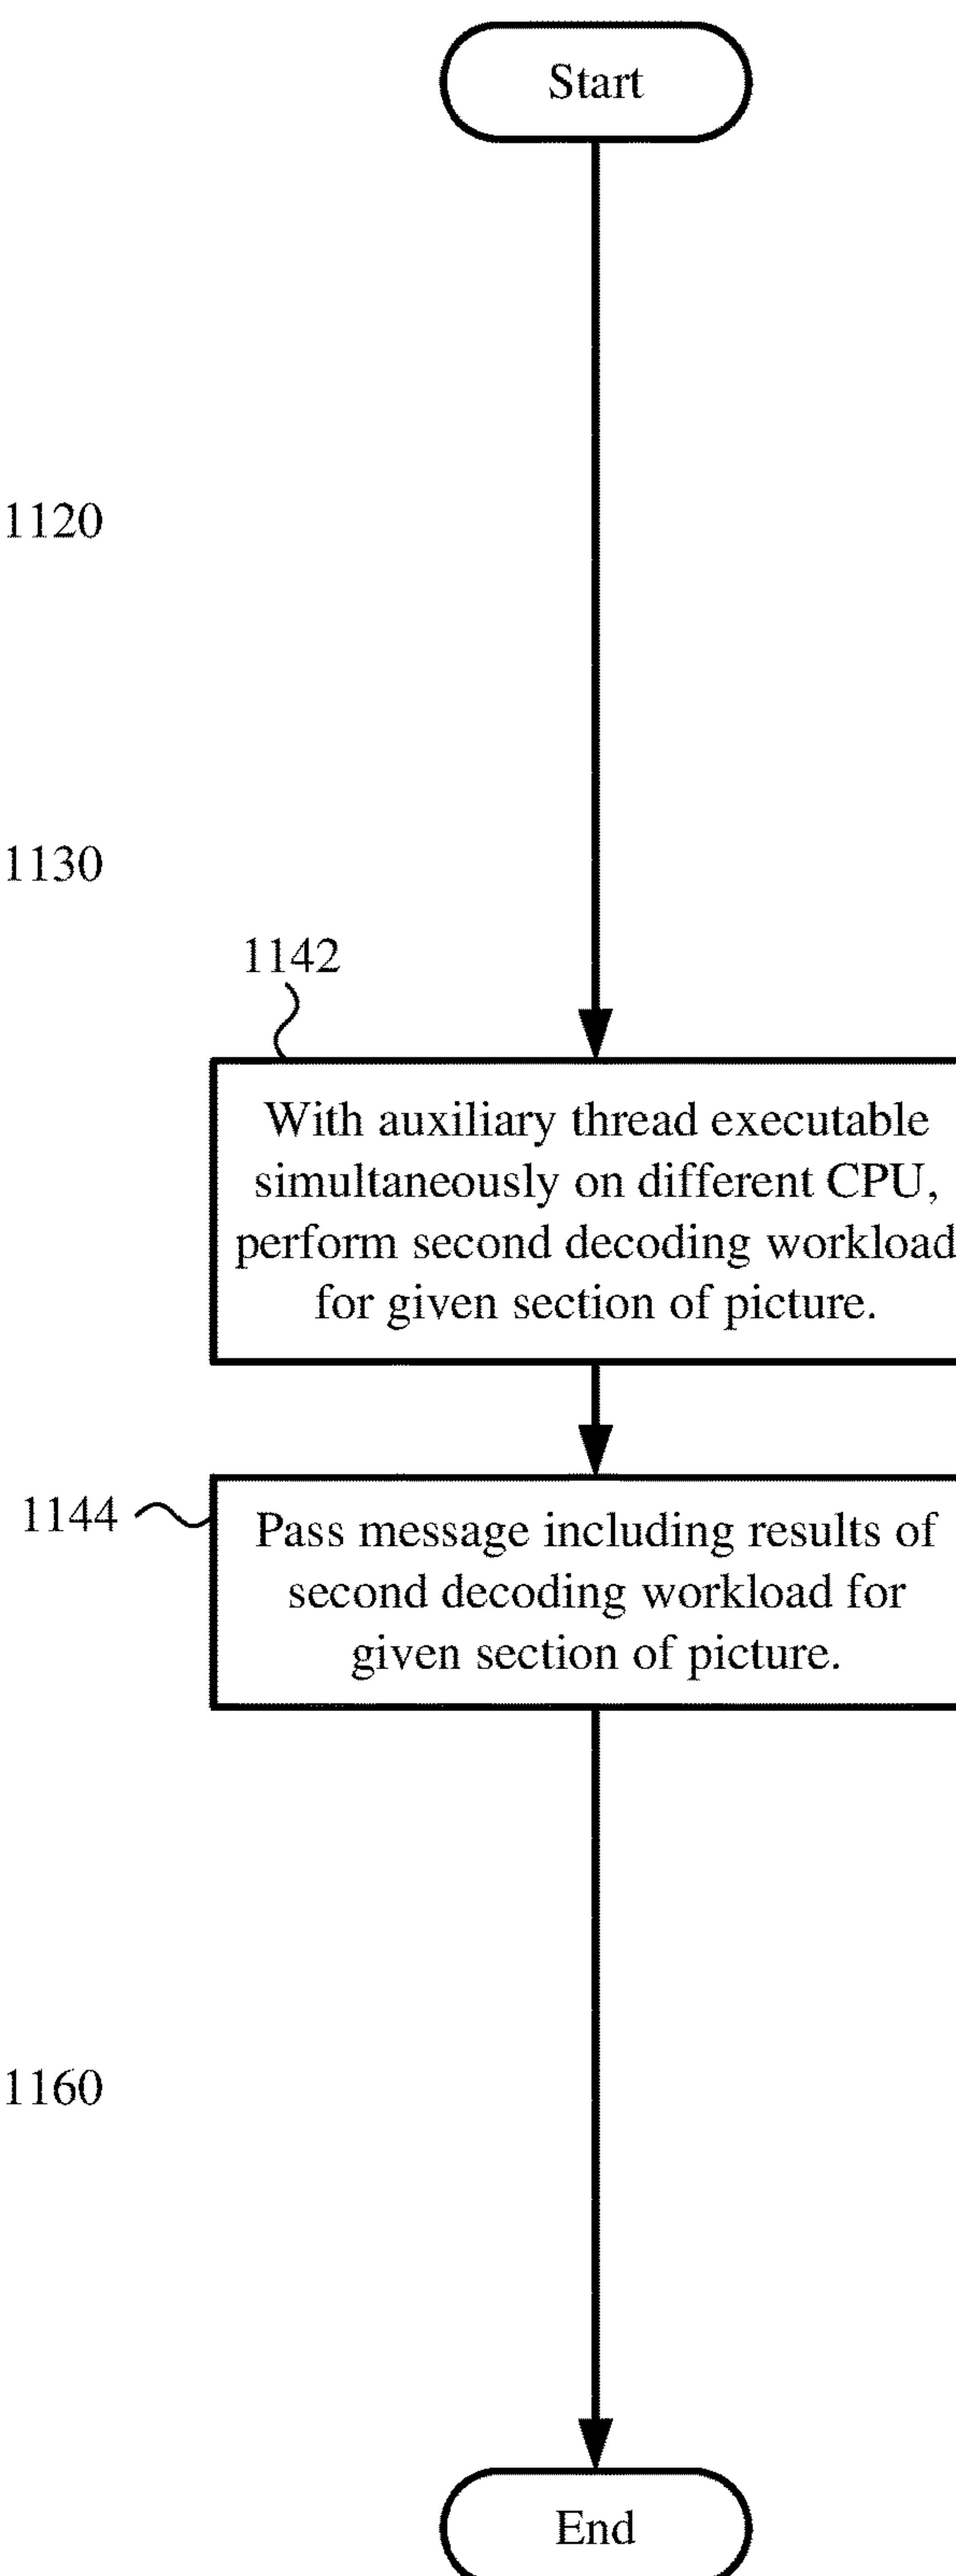 Start
1120
1130
1142
With auxiliary thread executable
simultaneously on different CPU,
perform second decoding workload
for given section of picture.
1144
Pass message including results of
second decoding workload for
given section of picture.
1160
End